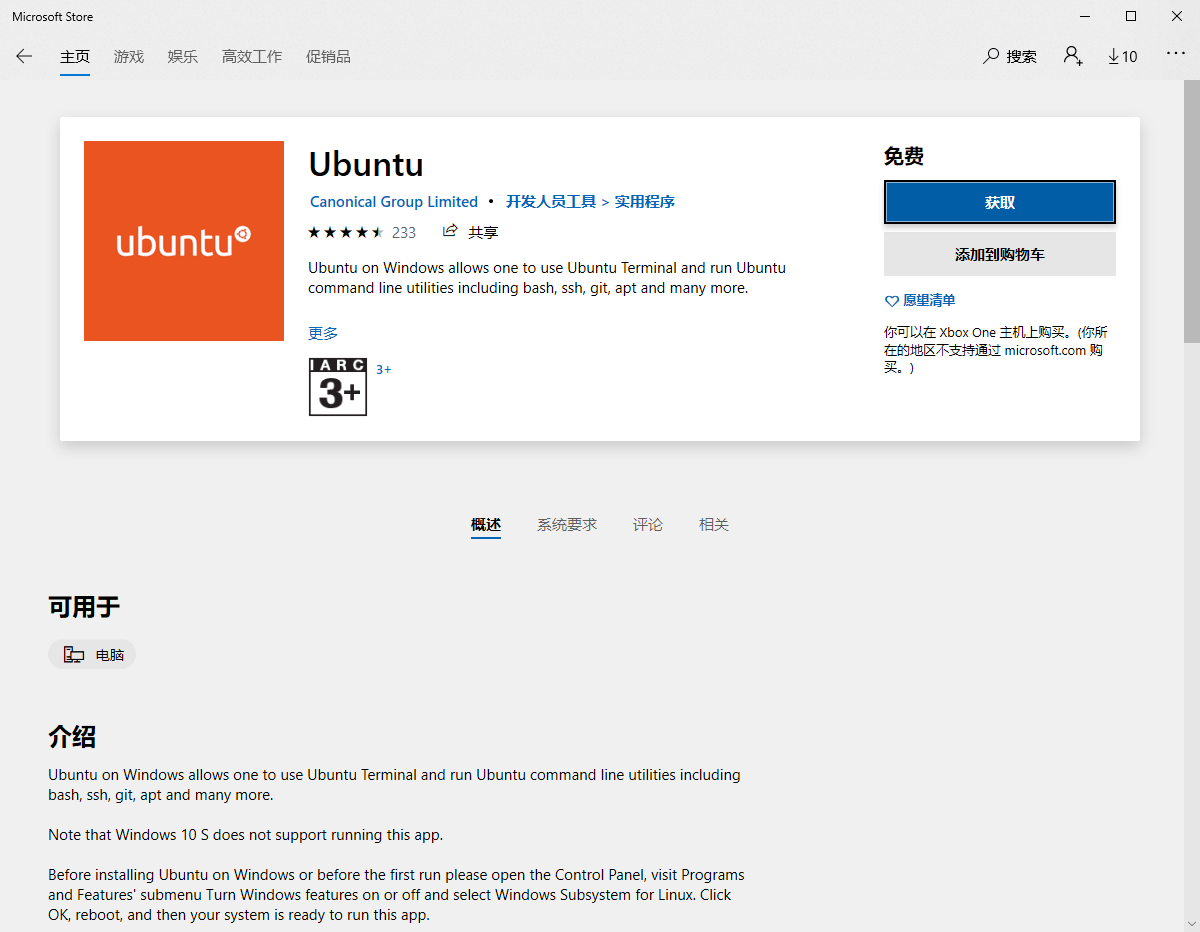 Microsoft Store
主页 游戏 娱乐 高效工作 促销品 搜索 10
ubuntu
Ubuntu
Canonical Group Limited • 开发人员工具 > 实用程序
233 共享
Ubuntu on Windows allows one to use Ubuntu Terminal and run Ubuntu
command line utilities including bash, ssh, git, apt and many more.
更多
IARC
3+
3+
免费
获取
添加到购物车
愿望清单
你可以在 Xbox One 主机上购买。(你所
在的地区不支持通过 microsoft.com 购
买。)
概述 系统要求 评论 相关
可用于
电脑
介绍
Ubuntu on Windows allows one to use Ubuntu Terminal and run Ubuntu command line utilities including
bash, ssh, git, apt and many more.
Note that Windows 10 S does not support running this app.
Before installing Ubuntu on Windows or before the first run please open the Control Panel, visit Programs
and Features' submenu Turn Windows features on or off and select Windows Subsystem for Linux. Click
OK, reboot, and then your system is ready to run this app.